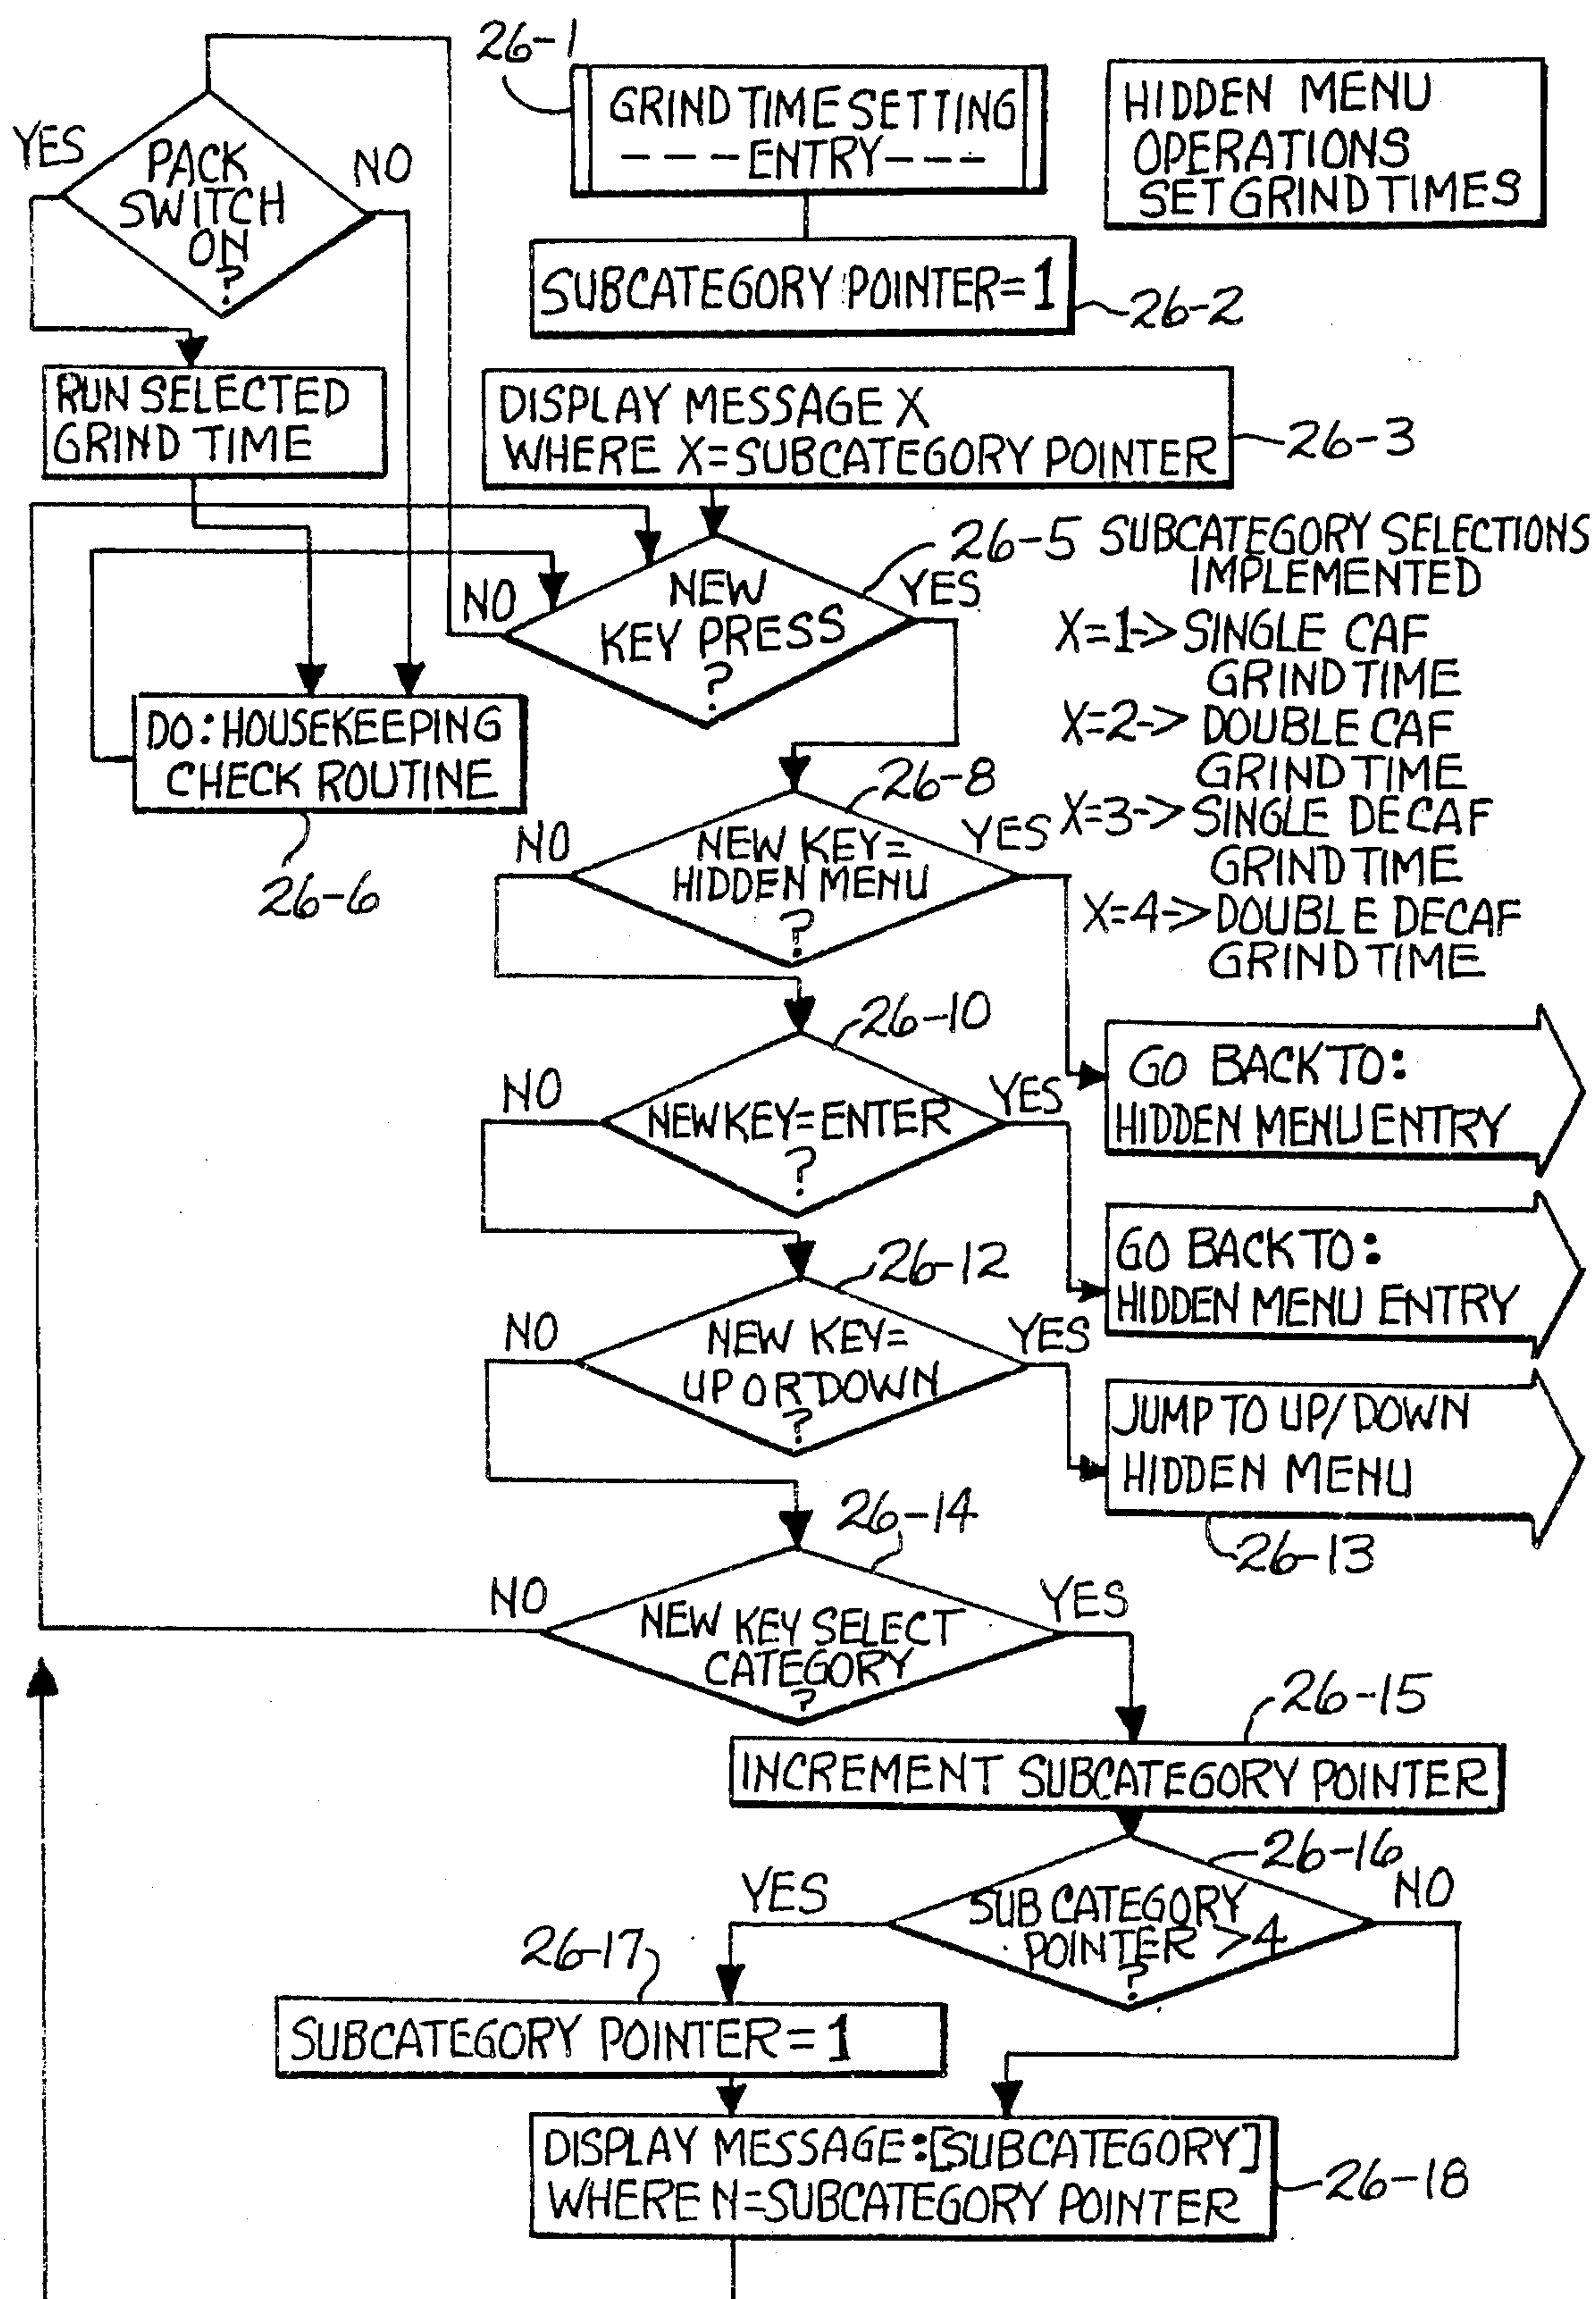 26-1
GRIND TIME SETTING
---ENTRY---
HIDDEN MENU
OPERATIONS
SET GRIND TIMES
YES
PACK
SWITCH
ON
?
NO
SUBCATEGORY POINTER=1
26-2
RUN SELECTED
GRIND TIME
DISPLAY MESSAGE X
WHERE X=SUBCATEGORY POINTER
26-3
26-5
SUBCATEGORY SELECTIONS
IMPLEMENTED
X=1->SINGLE CAF
GRIND TIME
X=2->DOUBLE CAF
GRIND TIME
X=3->SINGLE DECAF
GRIND TIME
X=4->DOUBLE DECAF
GRIND TIME
NO
NEW
KEY PRESS
?
YES
DO: HOUSEKEEPING
CHECK ROUTINE
26-6
26-8
NO
NEW KEY=
HIDDEN MENU
?
YES
GO BACK TO:
HIDDEN MENU ENTRY
26-10
NO
NEW KEY=ENTER
?
YES
GO BACK TO:
HIDDEN MENU ENTRY
26-12
NO
NEW KEY=
UP OR DOWN
?
YES
JUMP TO UP/DOWN
HIDDEN MENU
26-13
26-14
NO
NEW KEY SELECT
CATEGORY
?
YES
26-15
INCREMENT SUBCATEGORY POINTER
26-16
YES
SUB CATEGORY
POINTER >4
?
NO
26-17
SUBCATEGORY POINTER=1
DISPLAY MESSAGE:[SUBCATEGORY]
WHERE N=SUBCATEGORY POINTER
26-18